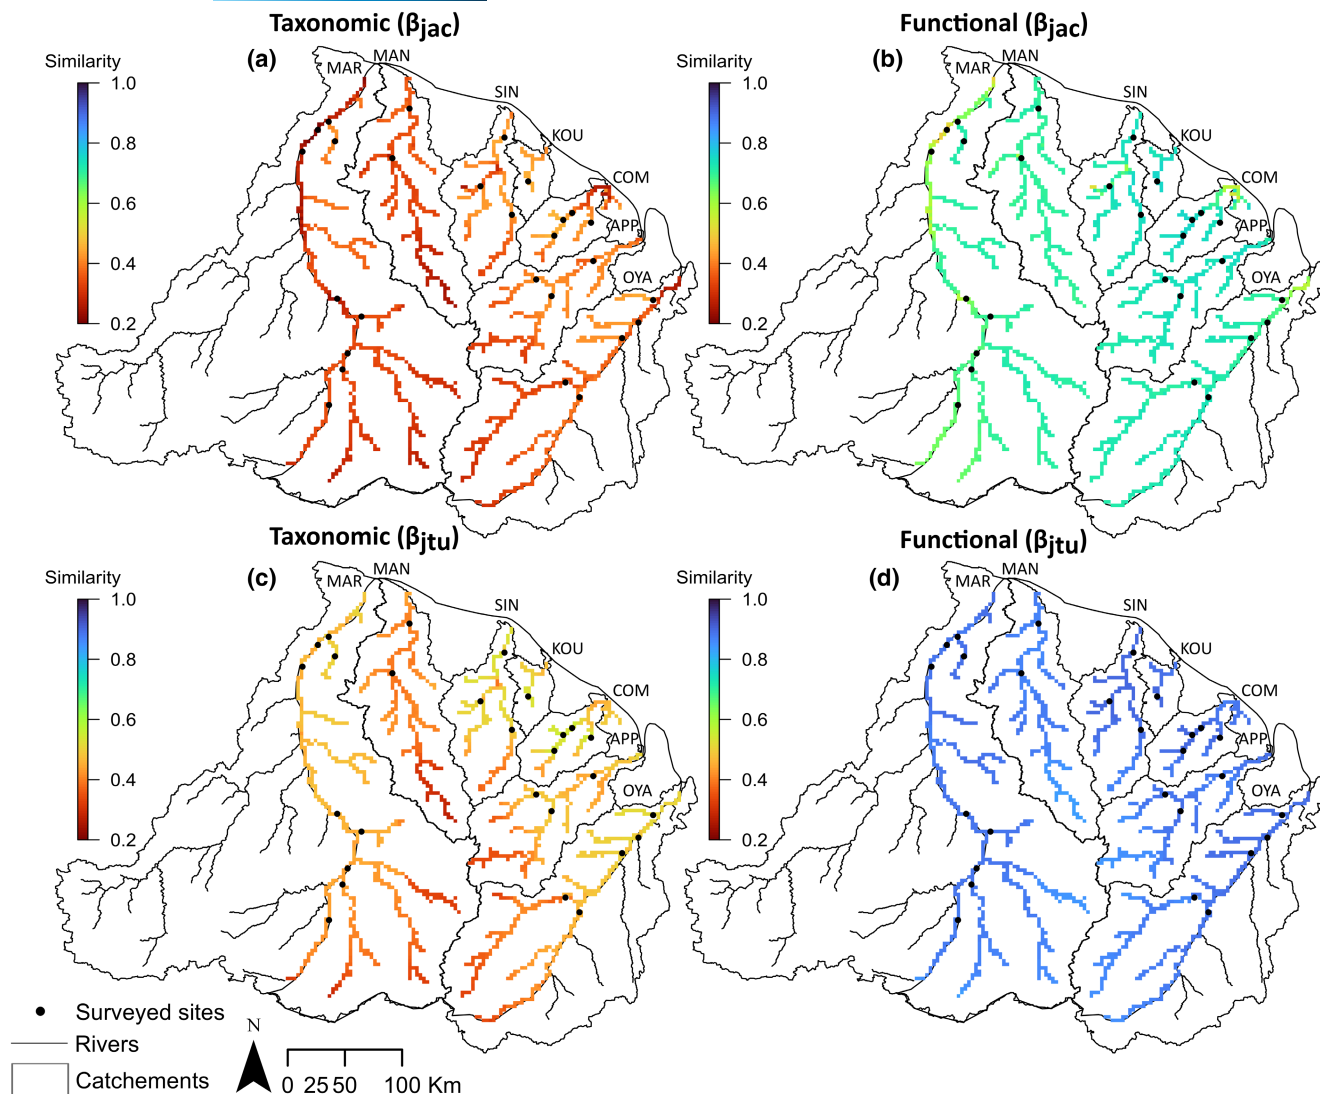 Taxonomic (βjac)
Functional (βjac)
Similarity
(a)
MAR
MAN
SIN
KOU
COM
APP
OYA
1.0
0.8
0.6
0.4
0.2
Similarity
(b)
MAR
MAN
SIN
KOU
COM
APP
OYA
1.0
0.8
0.6
0.4
0.2
Taxonomic (βjtu)
Functional (βjtu)
Similarity
(c)
MAR
MAN
SIN
KOU
COM
APP
OYA
1.0
0.8
0.6
0.4
0.2
Similarity
(d)
MAR
MAN
SIN
KOU
COM
APP
OYA
1.0
0.8
0.6
0.4
0.2
Surveyed sites
Rivers
Catchements
N
0 25 50 100 Km